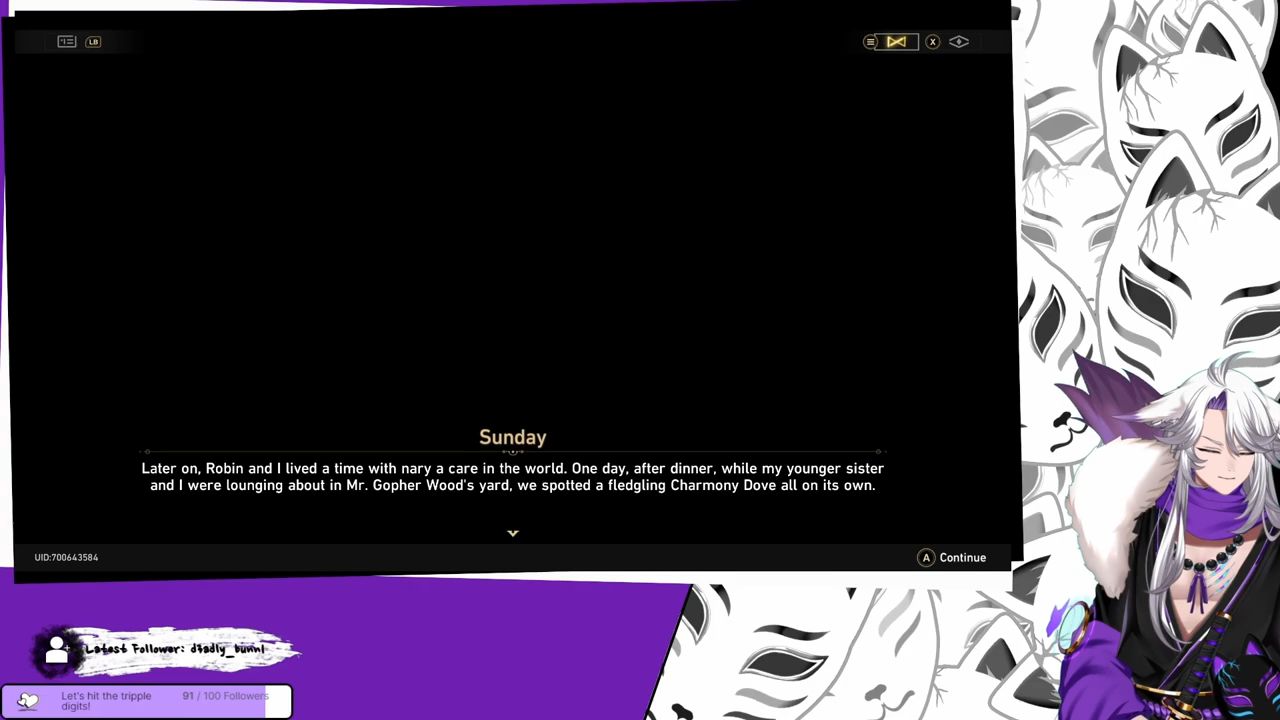 LB
X
Sunday
Later on, Robin and I lived a time with nary a care in the world. One day, after dinner, while my younger sister
and I were lounging about in Mr. Gopher Wood's yard, we spotted a fledgling Charmony Dove all on its own.
UID:700643584
A Continue
Latest Follower: d3adly_bunni
Let's hit the tripple 91 / 100 Followers
digits!